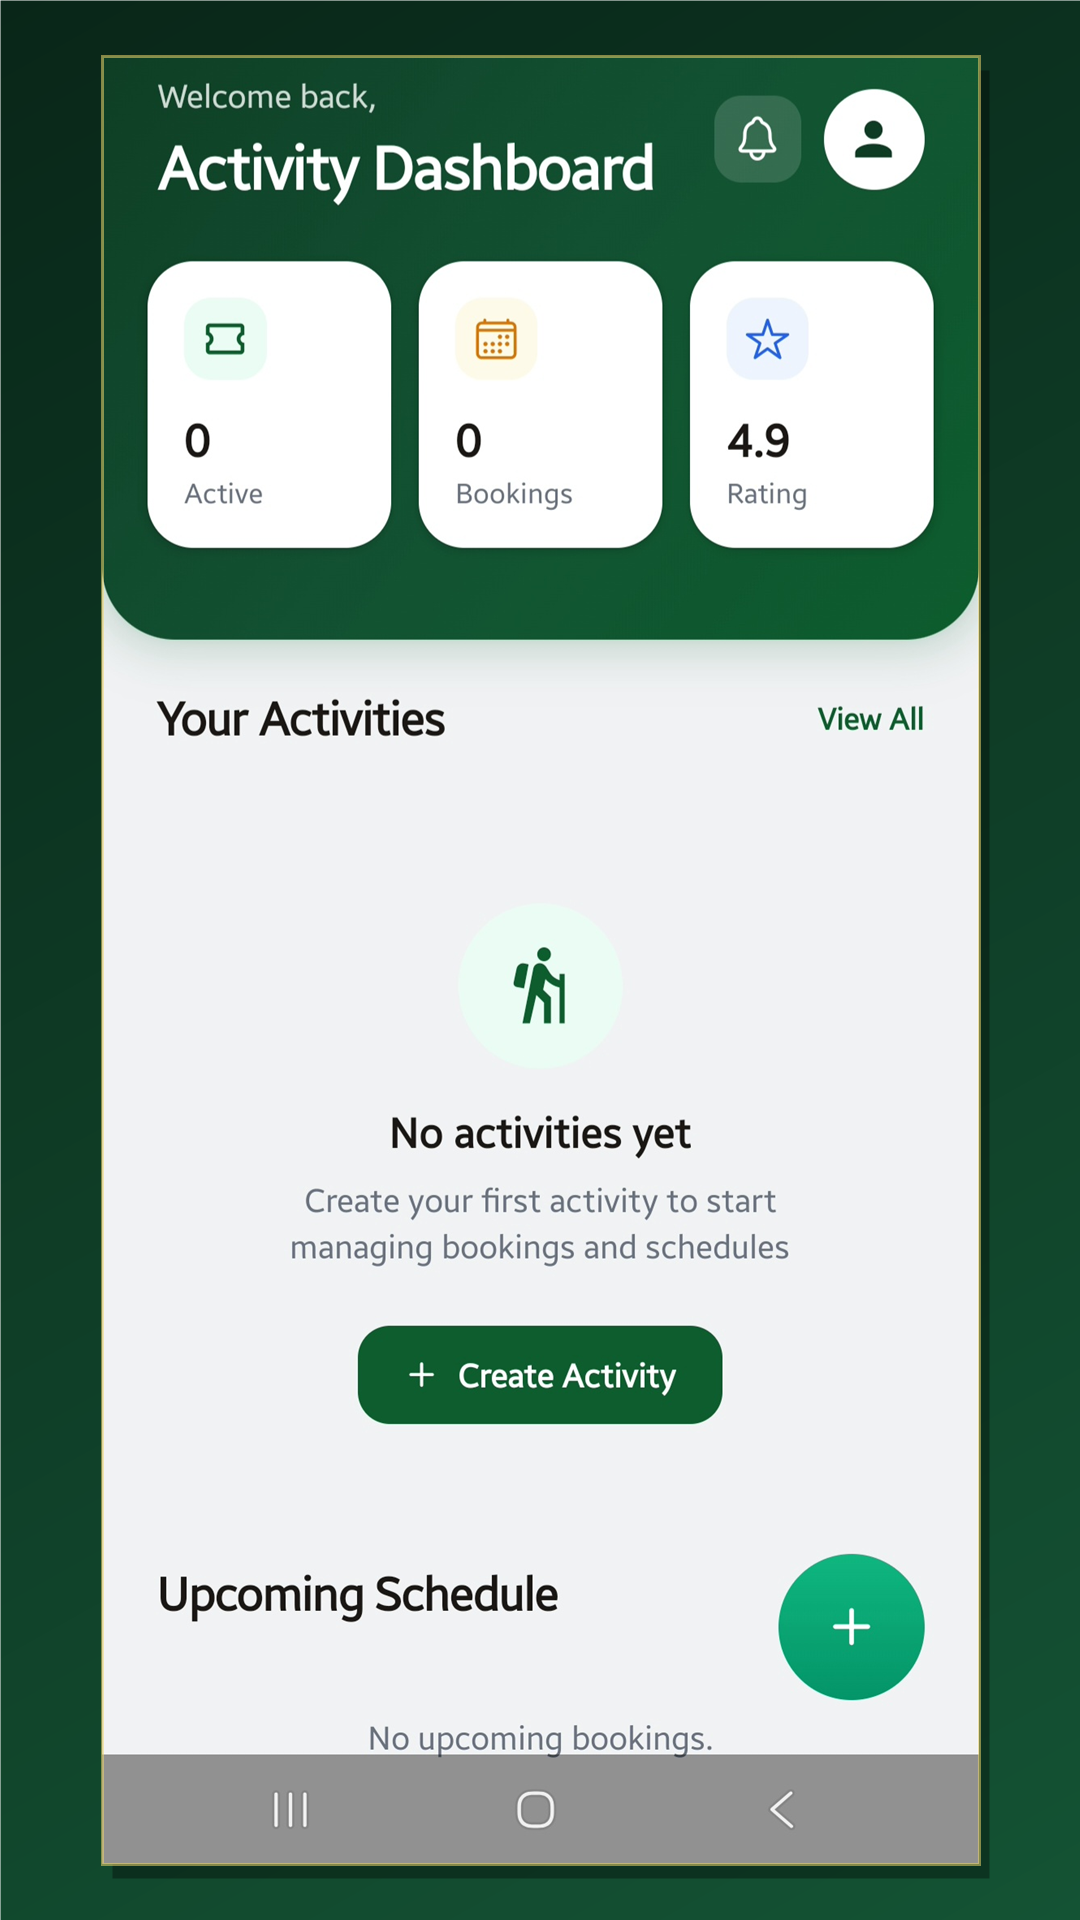 Welcome back,
Activity Dashboard
0
Active
0
Bookings
4.9
Rating
Your Activities
View All
No activities yet
Create your first activity to start
managing bookings and schedules
+ Create Activity
Upcoming Schedule
+
No upcoming bookings.